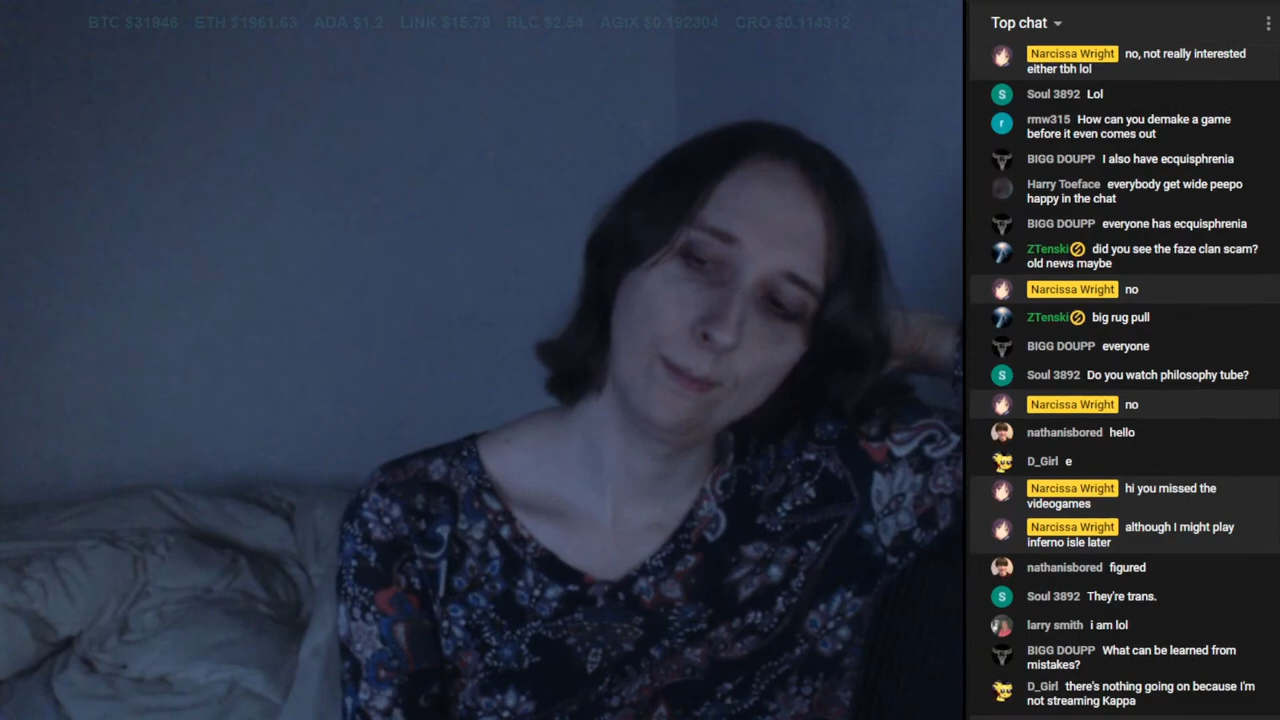 BTC $31946 ETH $1961.63 ADA $1.2 LINK $15.79 RLC $2.54 AGIX $0.192304 CRO $0.114312
Top chat
Narcissa Wright no, not really interested
either tbh lol
S Soul 3892 Lol
r rmw315 How can you demake a game
before it even comes out
BIGG DOUPP I also have ecquisphrenia
Harry Toeface everybody get wide peepo
happy in the chat
BIGG DOUPP everyone has ecquisphrenia
ZTenski did you see the faze clan scam?
old news maybe
Narcissa Wright no
ZTenski big rug pull
BIGG DOUPP everyone
S Soul 3892 Do you watch philosophy tube?
Narcissa Wright no
nathanisbored hello
D_Girl e
Narcissa Wright hi you missed the
videogames
Narcissa Wright although I might play
inferno isle later
nathanisbored figured
S Soul 3892 They're trans.
larry smith i am lol
BIGG DOUPP What can be learned from
mistakes?
D_Girl there's nothing going on because I'm
not streaming Kappa